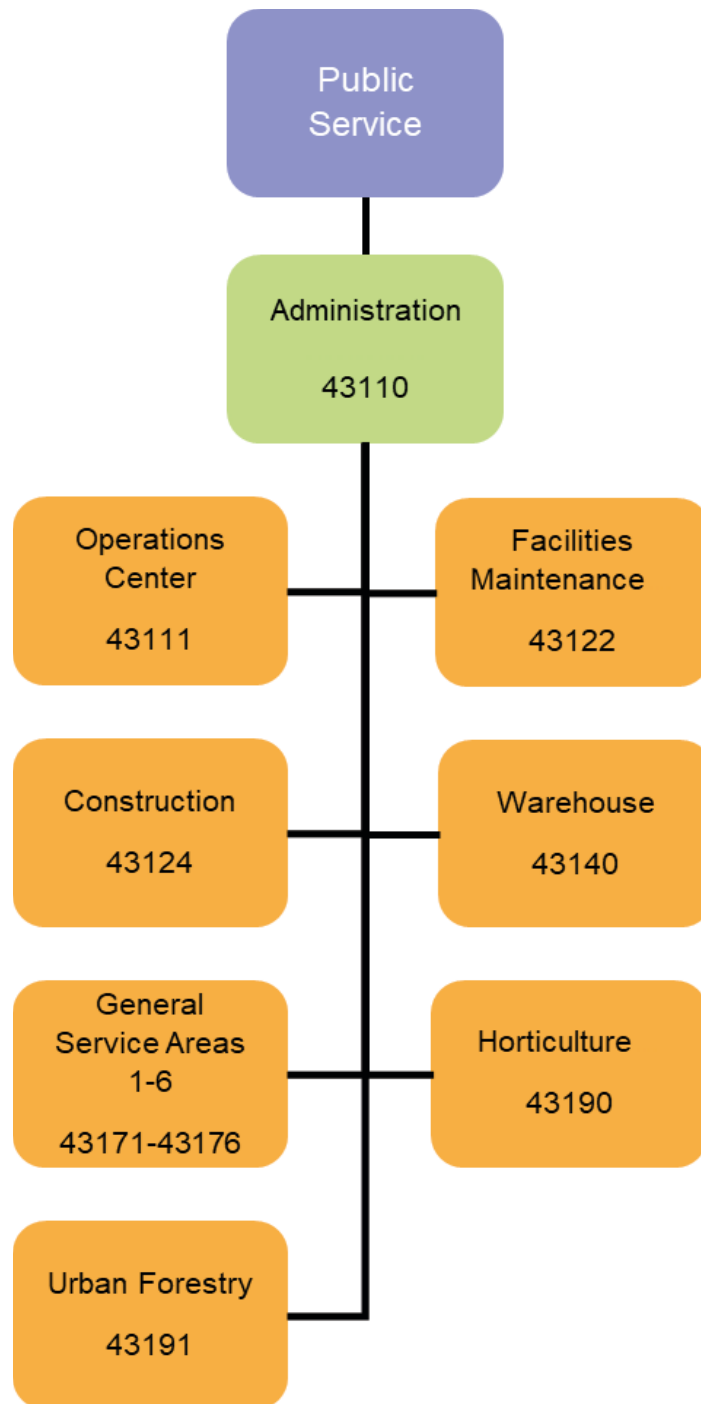 Public
Service
Administration
43110
Operations
Center
43111
Facilities
Maintenance
43122
Construction
43124
Warehouse
43140
General
Service Areas
1-6
43171-43176
Horticulture
43190
Urban Forestry
43191